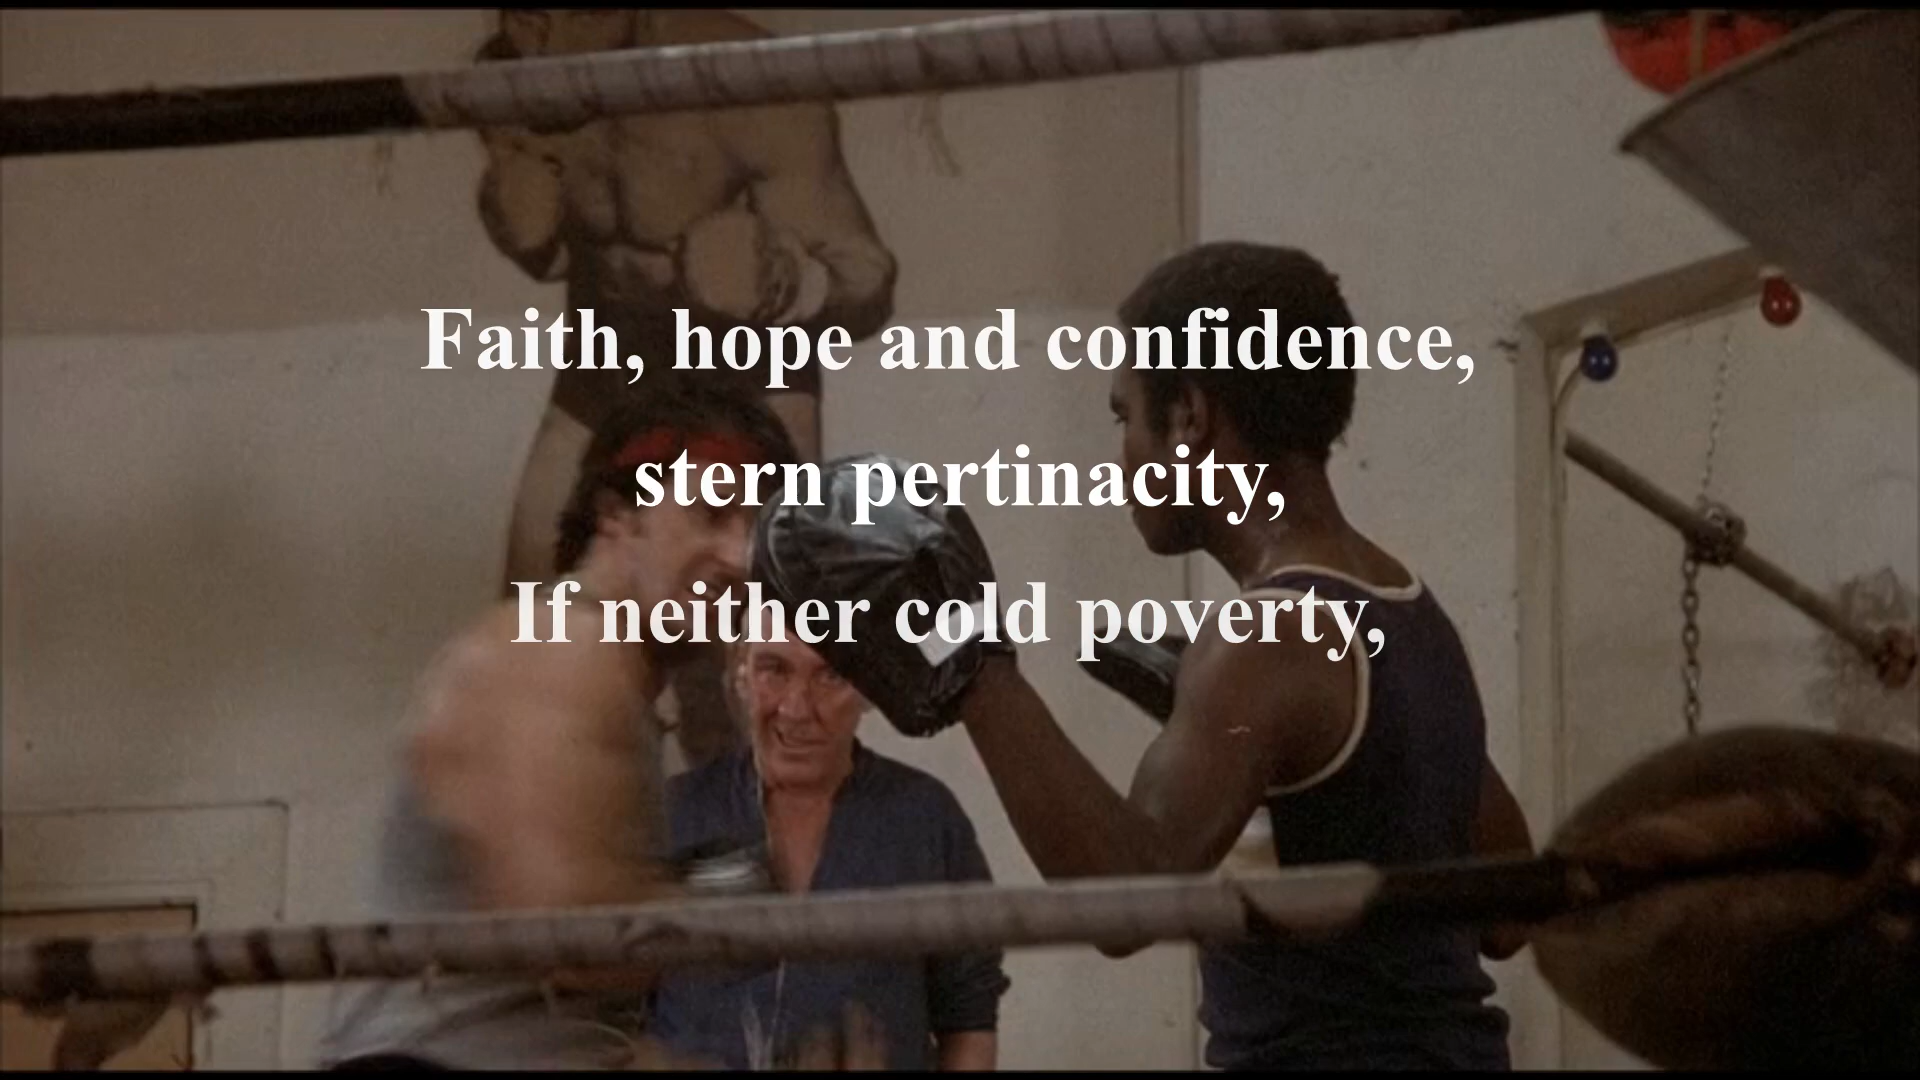 Faith, hope and confidence,
stern pertinacity,
If neither cold poverty,